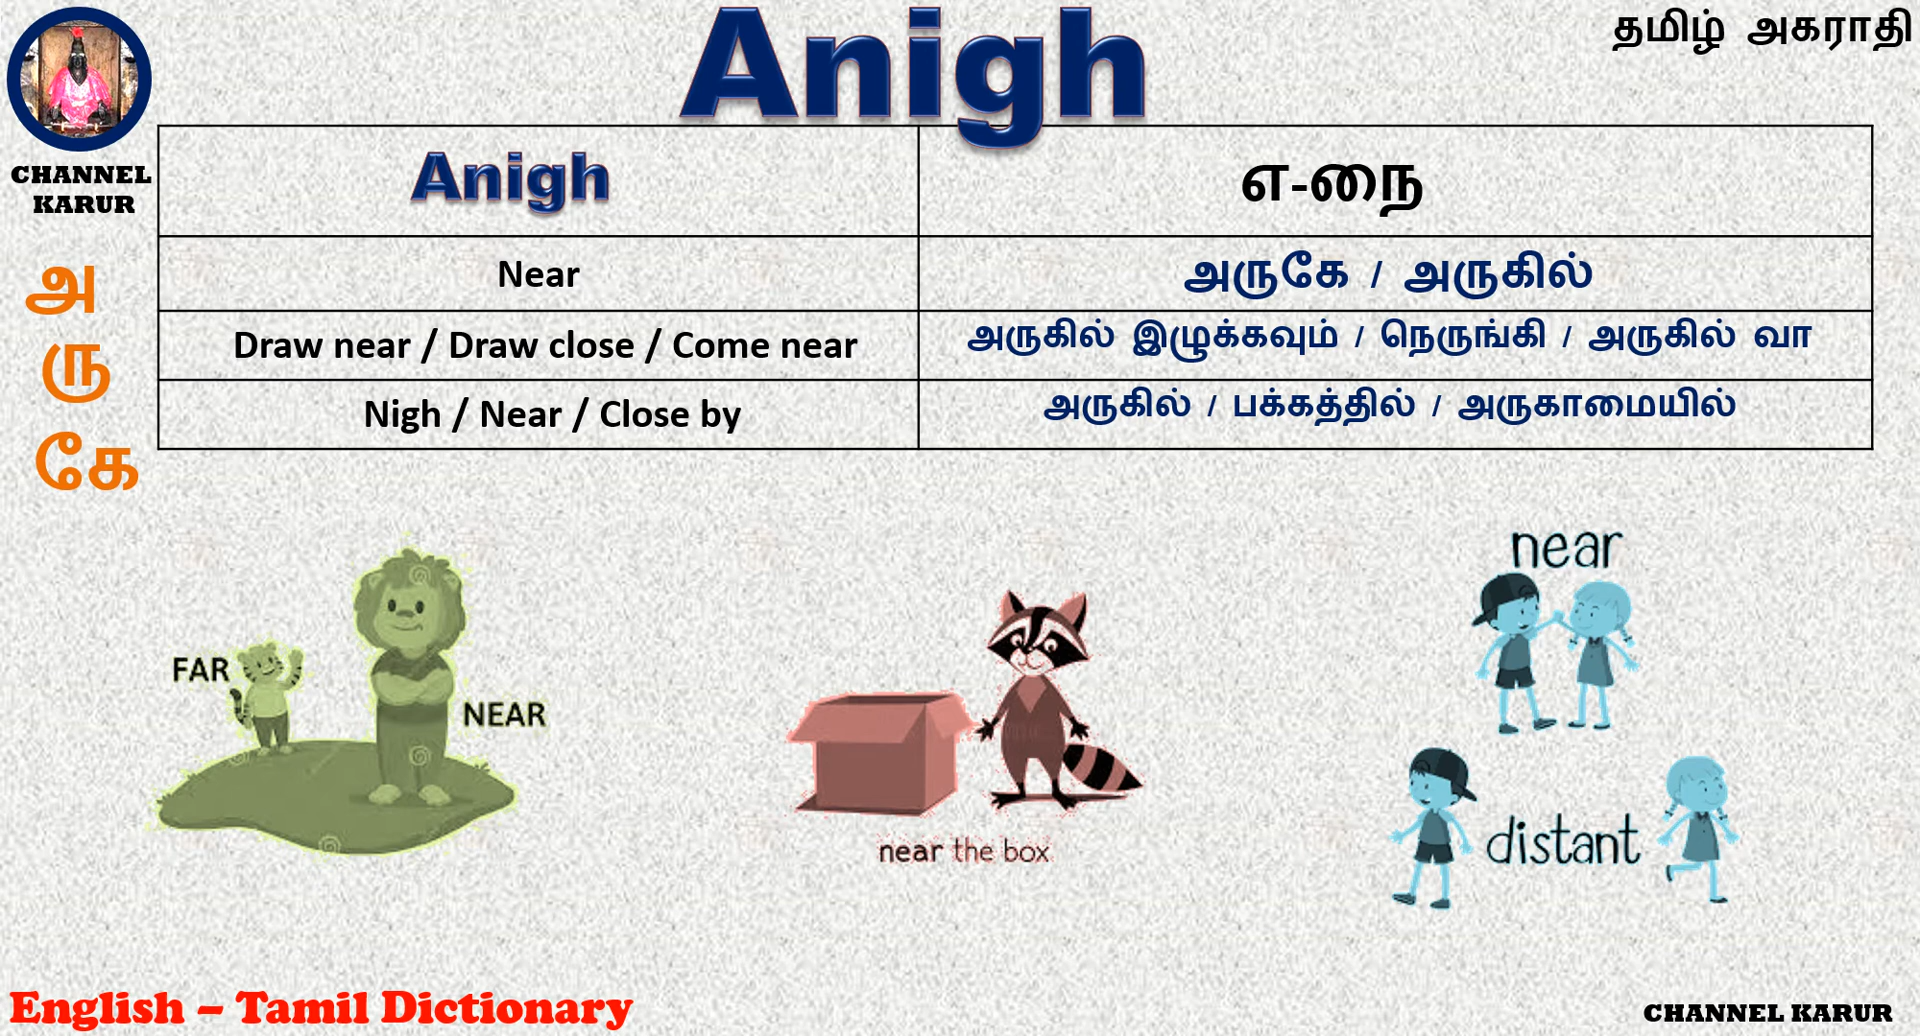 Anigh
தமிழ் அகராதி
CHANNEL
KARUR
Anigh
எ-நை
Near
அருகே / அருகில்
Draw near / Draw close / Come near
அருகில் இழுக்கவும் / நெருங்கி / அருகில் வா
Nigh / Near / Close by
அருகில் / பக்கத்தில் / அருகாமையில்
அ
ரு
கே
FAR
NEAR
near the box
near
distant
English – Tamil Dictionary
CHANNEL KARUR